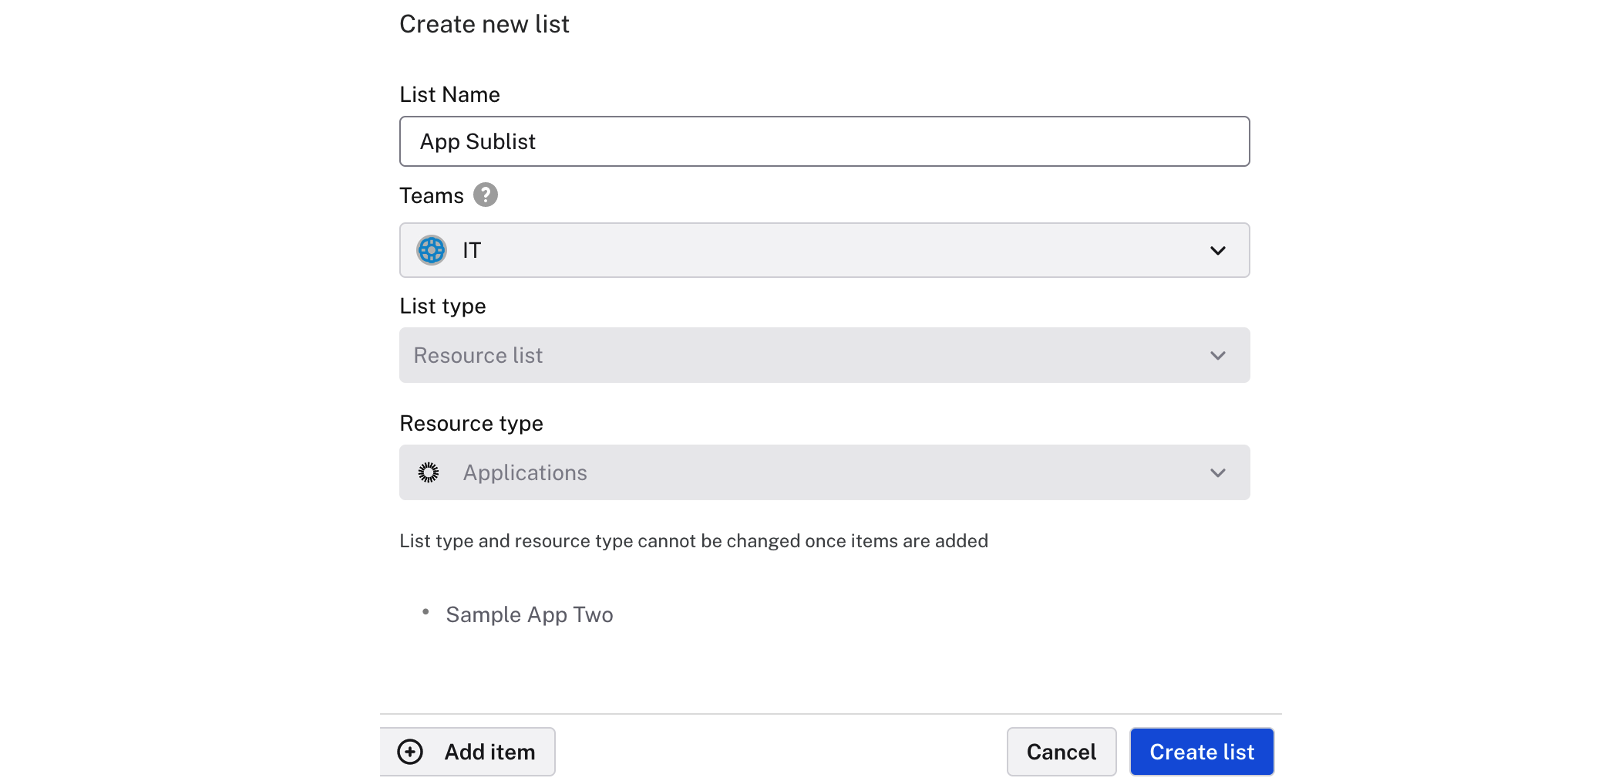 Create new list
List Name
App Sublist
Teams ?
IT
List type
Resource list
Resource type
Applications
List type and resource type cannot be changed once items are added
• Sample App Two
Add item
Cancel
Create list